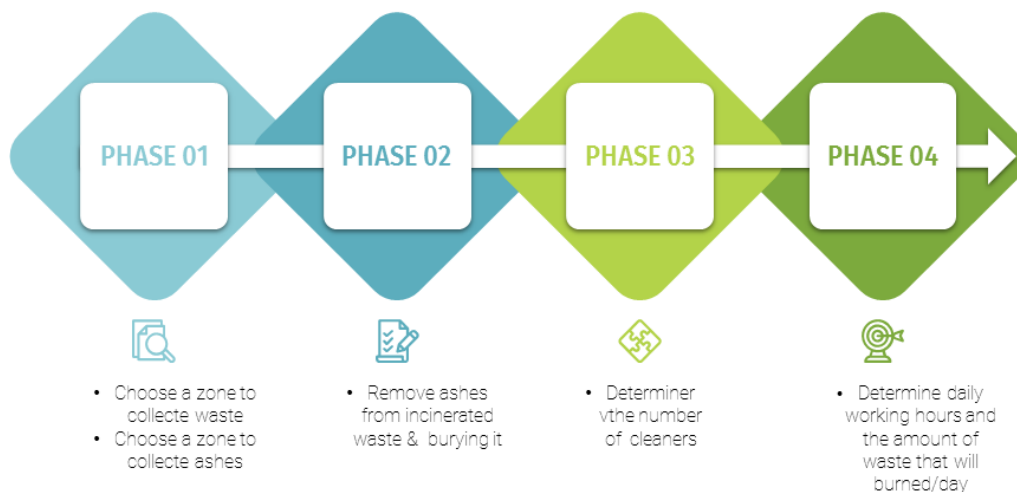 PHASE 01
PHASE 02
PHASE 03
PHASE 04
• Choose a zone to
collecte waste
• Choose a zone to
collecte ashes
• Remove ashes
from incinerated
waste & burying it
• Determiner
vthe number
of cleaners
• Determine daily
working hours and
the amount of
waste that will
burned/day